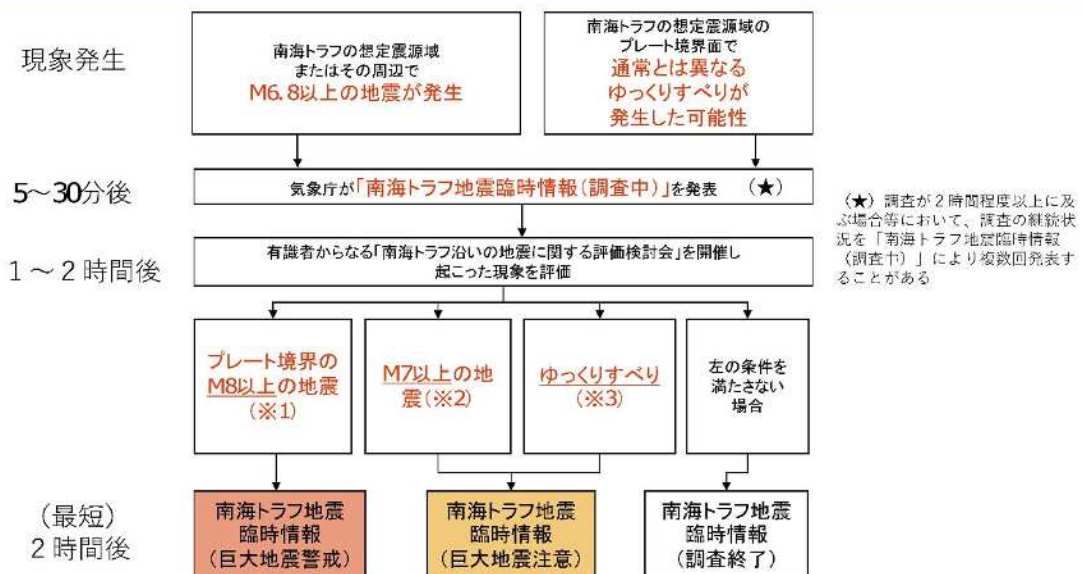 現象発生
南海トラフの想定震源域
またはその周辺で
M6.8以上の地震が発生
南海トラフの想定震源域の
プレート境界面で
通常とは異なる
ゆっくりすべりが
発生した可能性
5～30分後
気象庁が「南海トラフ地震臨時情報(調査中)」を発表 (★)
(★) 調査が2時間程度以上に及
ぶ場合等において、調査の継続状
況を「南海トラフ地震臨時情報
(調査中)」により複数回発表す
ることがある
1～2時間後
有識者からなる「南海トラフ沿いの地震に関する評価検討会」を開催し
起こった現象を評価
プレート境界の
M8以上の地震
(※1)
M7以上の地
震(※2)
ゆっくりすべり
(※3)
左の条件を
満たさない
場合
(最短)
2時間後
南海トラフ地震
臨時情報
(巨大地震警戒)
南海トラフ地震
臨時情報
(巨大地震注意)
南海トラフ地震
臨時情報
(調査終了)